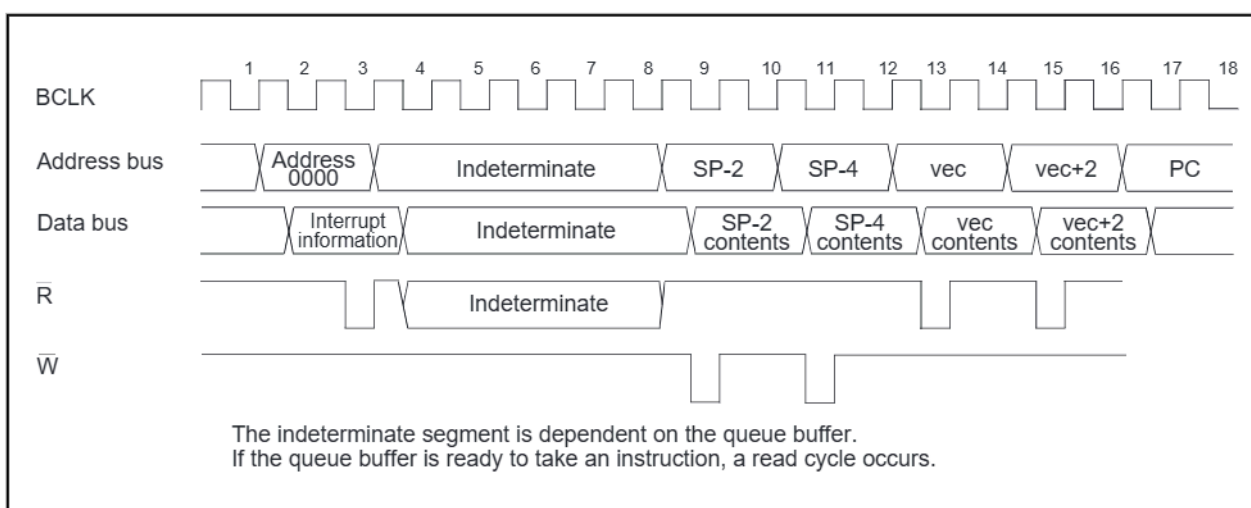 1 2 3 4 5 6 7 8 9 10 11 12 13 14 15 16 17 18
BCLK
Address bus
Address
0000
Indeterminate
SP-2
SP-4
vec
vec+2
PC
Data bus
Interrupt
information
Indeterminate
SP-2
contents
SP-4
contents
vec
contents
vec+2
contents
R̅
Indeterminate
W̅
The indeterminate segment is dependent on the queue buffer.
If the queue buffer is ready to take an instruction, a read cycle occurs.